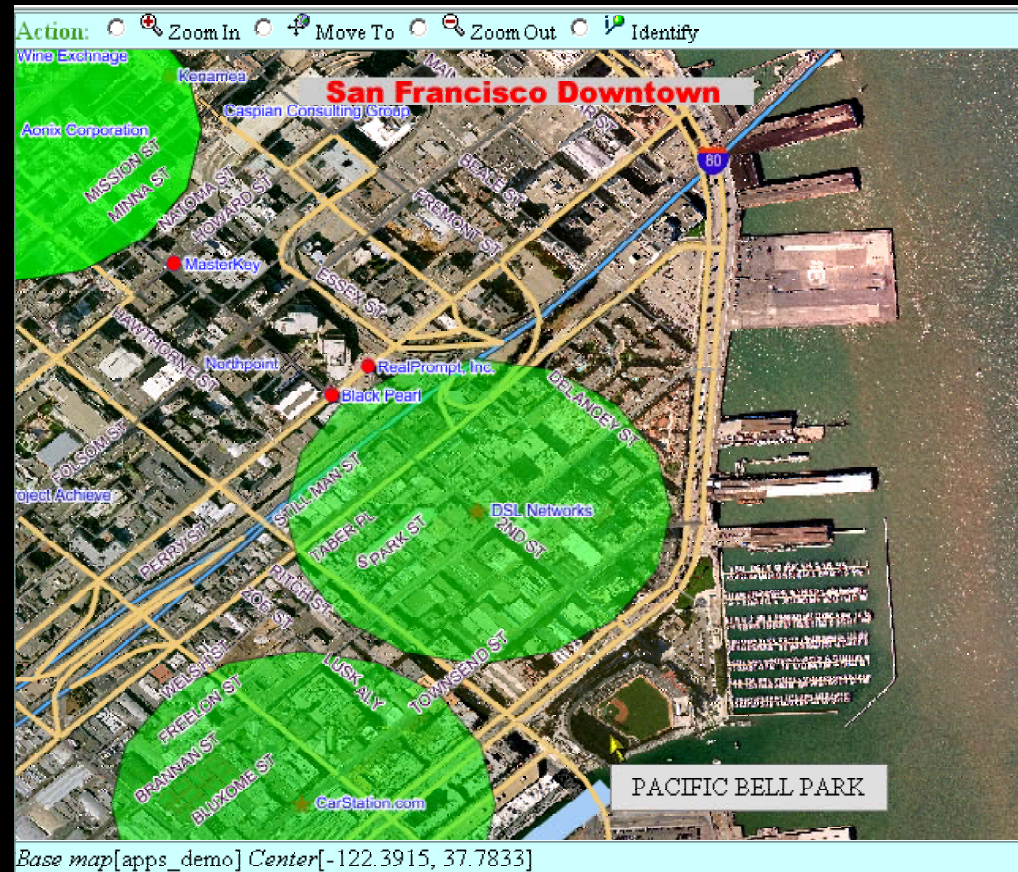 Action: Zoom In Move To Zoom Out Identify
Wine Exchnage
Kenamea
San Francisco Downtown
Caspian Consulting Group
Aonix Corporation
MISSION ST
MINNA ST
NATOMA ST
HOWARD ST
BEALE ST
FREMONT ST
80
MasterKey
ESSEX ST
HAWTHORNE ST
Northpoint
RealPrompt, Inc.
Black Pearl
DELANCEY ST
FOLSOM ST
oject Achieve
STILLMAN ST
DSL Networks
TABER PL
S PARK ST
2ND ST
PERRY ST
RITCH ST
ZOE ST
WELSH ST
LUSK ALY
TOWNSEND ST
FREELON ST
BRANNAN ST
BLUXOME ST
CarStation.com
PACIFIC BELL PARK
Base map[apps_demo] Center[-122.3915, 37.7833]